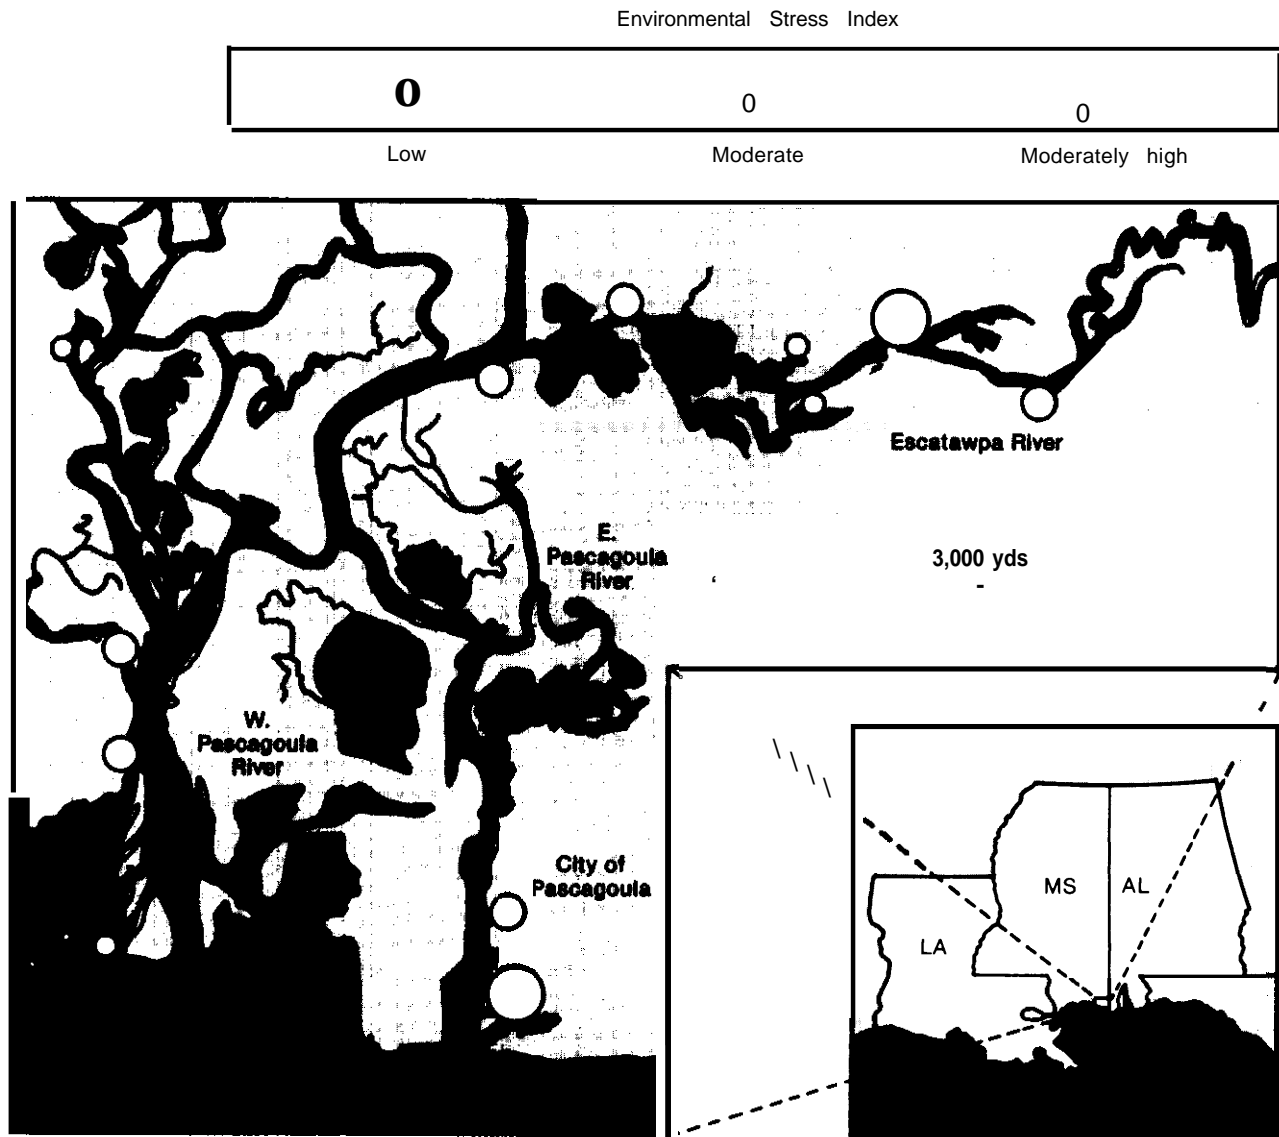 Environmental Stress Index
0 0 0
Low Moderate Moderately high
Escatawpa River
E.
Pascagoula
River
3,000 yds
W.
Pascagoula
River
City of
Pascagoula
MS AL
LA